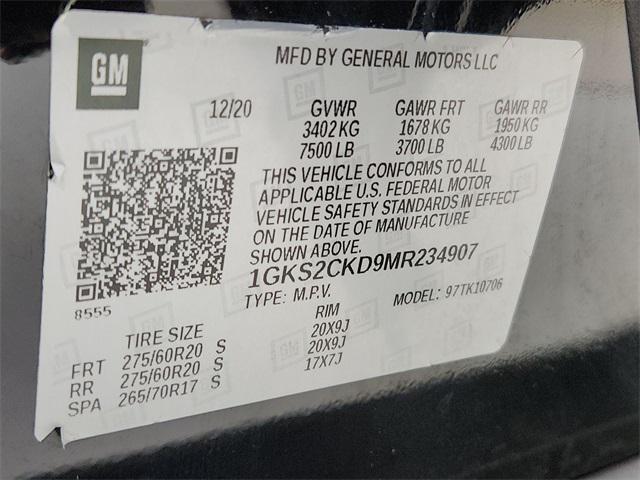 GM
MFD BY GENERAL MOTORS LLC
12/20 GVWR GAWR FRT GAWR RR
3402 KG 1678 KG 1950 KG
7500 LB 3700 LB 4300 LB
THIS VEHICLE CONFORMS TO ALL
APPLICABLE U.S. FEDERAL MOTOR
VEHICLE SAFETY STANDARDS IN EFFECT
ON THE DATE OF MANUFACTURE
SHOWN ABOVE.
1GKS2CKD9MR234907
8555
TYPE: M.P.V. MODEL: 97TK10706
TIRE SIZE RIM
FRT 275/60R20 S 20X9J
RR 275/60R20 S 20X9J
SPA 265/70R17 S 17X7J